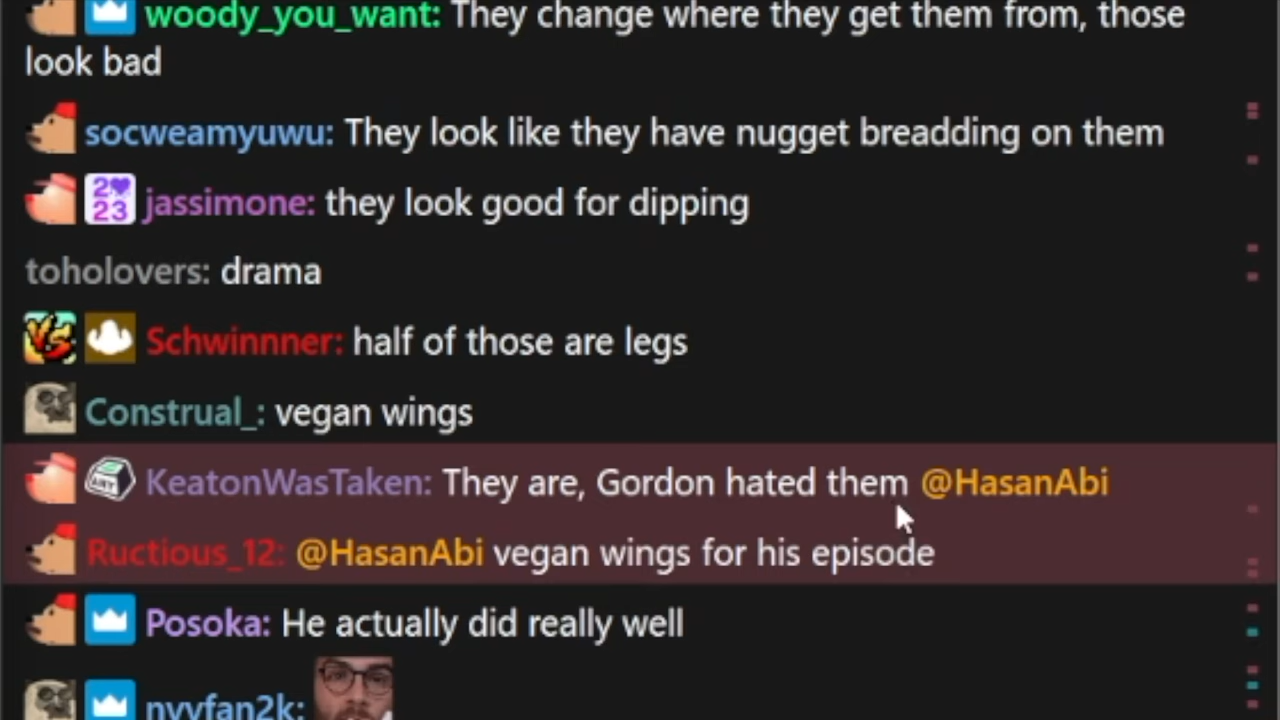 woody_you_want: They change where they get them from, those
look bad
socweamyuwu: They look like they have nugget breadding on them
2 23 jassimone: they look good for dipping
toholovers: drama
VS Schwinnner: half of those are legs
Construal_: vegan wings
KeatonWasTaken: They are, Gordon hated them @HasanAbi
Ructious_12: @HasanAbi vegan wings for his episode
Posoka: He actually did really well
nyyfan2k: